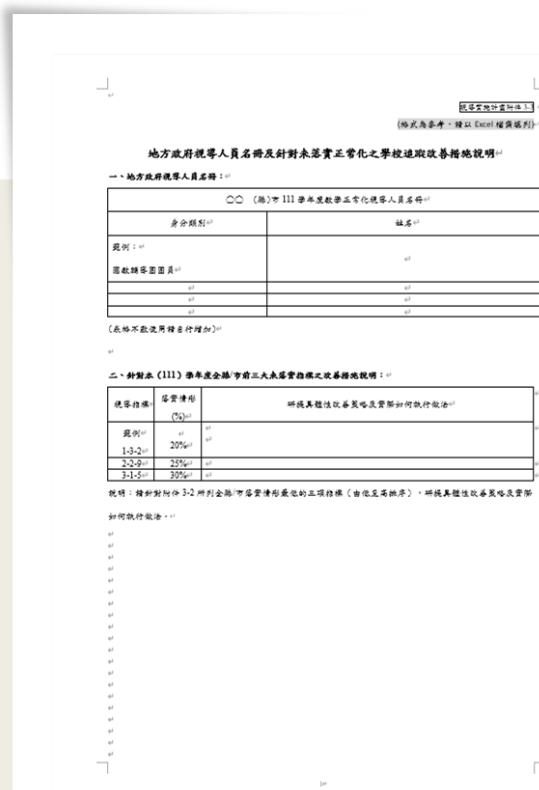 視導實施計畫附件 3-3
(格式為參考，請以 Excel 檔填列)
地方政府視導人員名冊及針對未落實正常化之學校追蹤改善措施說明
一、地方政府視導人員名冊：
○○ (縣)市 111 學年度教學正常化視導人員名冊
身分類別 姓名
範例：
國教輔導團團員
(表格不敷使用請自行增加)
二、針對本 (111) 學年度全縣/市前三大未落實指標之改善措施說明：
視導指標 落實情形 (%) 研提具體性改善策略及實際如何執行做法
範例
1-3-2 20%
2-2-9 25%
3-1-5 30%
說明：請針對附件 3-2 所列全縣/市落實情形最低的三項指標（由低至高排序），研提具體性改善策略及實際
如何執行做法。